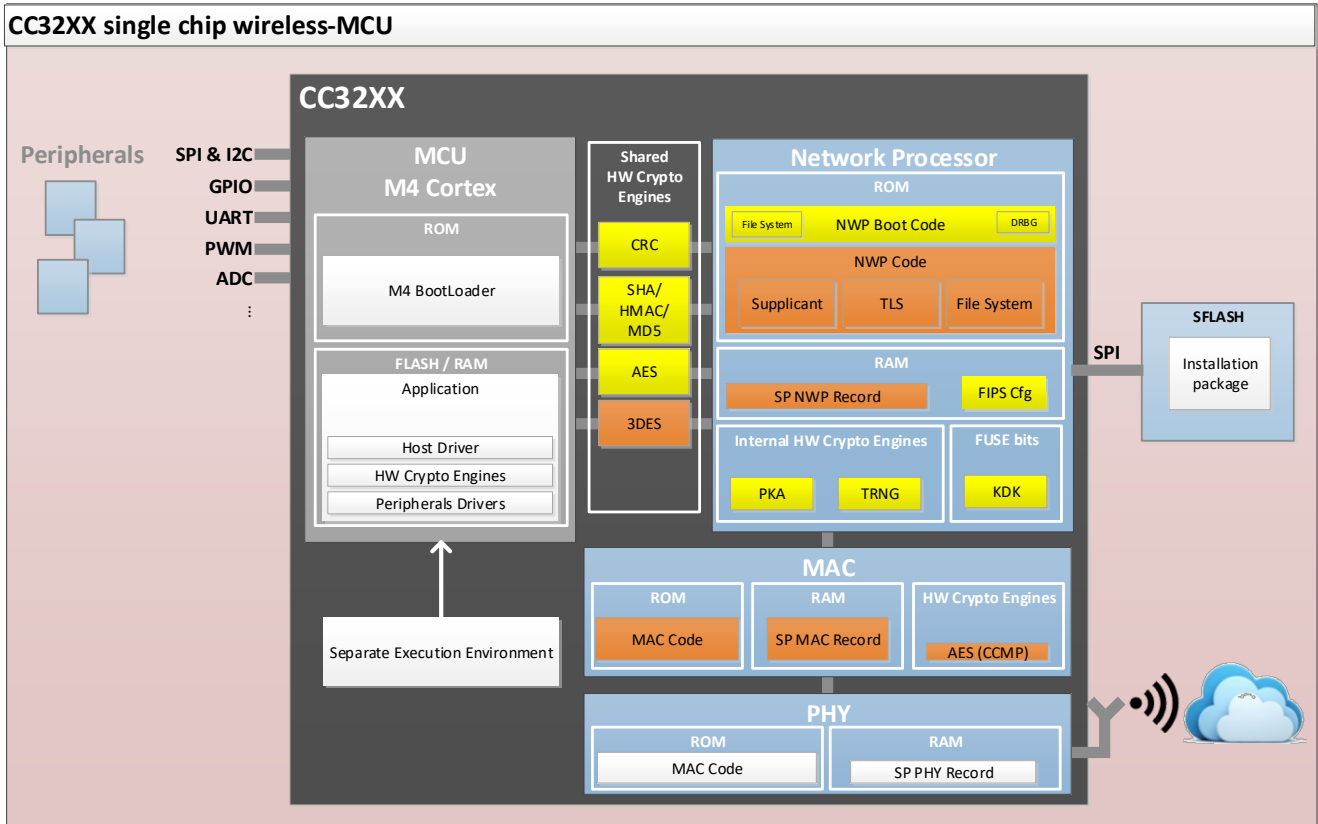 CC32XX single chip wireless-MCU
CC32XX
Peripherals
SPI & I2C
GPIO
UART
PWM
ADC
...
MCU
M4 Cortex
ROM
M4 BootLoader
FLASH / RAM
Application
Host Driver
HW Crypto Engines
Peripherals Drivers
Separate Execution Environment
Shared
HW Crypto
Engines
CRC
SHA/
HMAC/
MD5
AES
3DES
Network Processor
ROM
File System
NWP Boot Code
DRBG
NWP Code
Supplicant
TLS
File System
RAM
SP NWP Record
FIPS Cfg
Internal HW Crypto Engines
PKA
TRNG
FUSE bits
KDK
SPI
SFLASH
Installation
package
MAC
ROM
MAC Code
RAM
SP MAC Record
HW Crypto Engines
AES (CCMP)
PHY
ROM
MAC Code
RAM
SP PHY Record